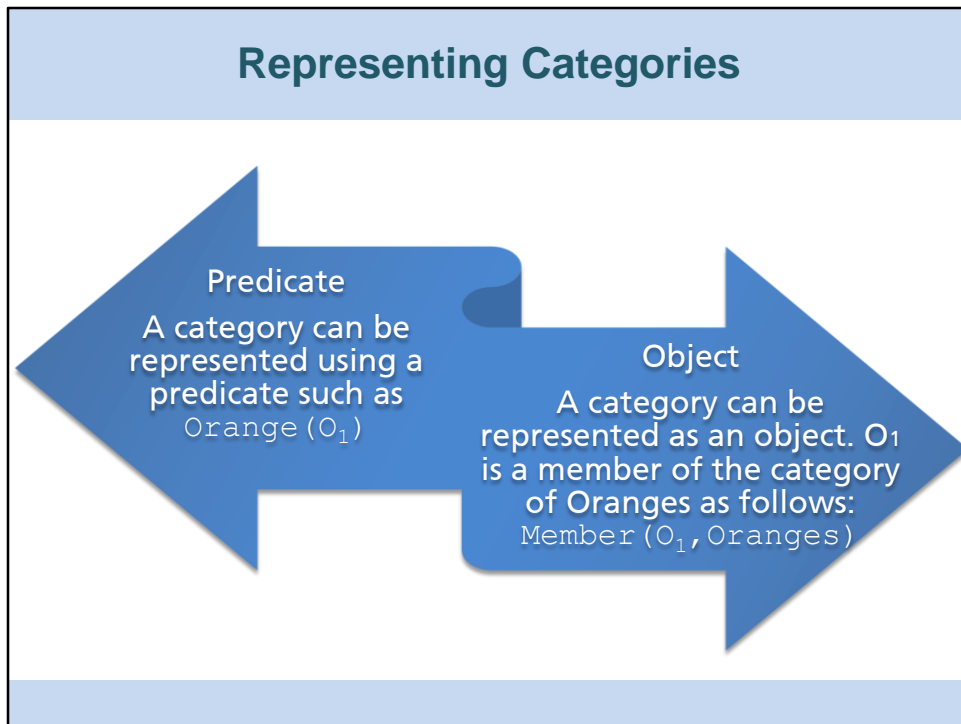 Representing Categories
Predicate
A category can be
represented using a
predicate such as
Orange(O₁)
Object
A category can be
represented as an object. O1
is a member of the category
of Oranges as follows:
Member(O₁,Oranges)